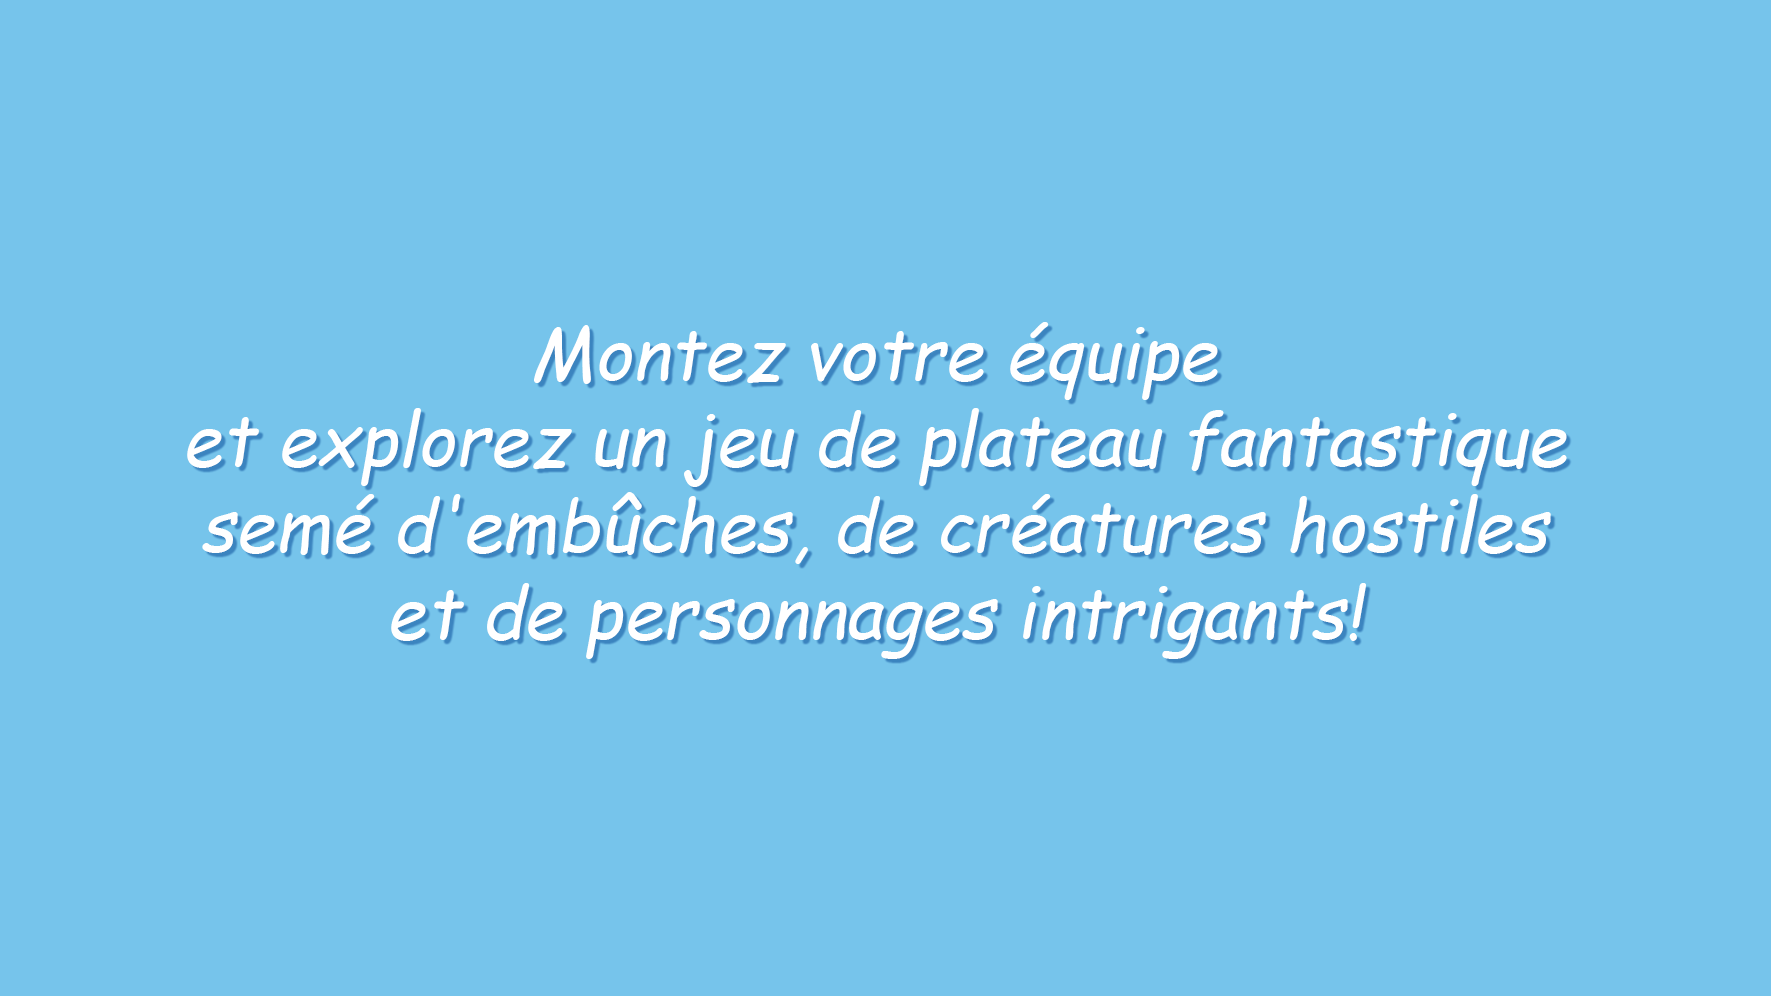 Montez votre équipe
et explorez un jeu de plateau fantastique
semé d'embûches, de créatures hostiles
et de personnages intrigants!